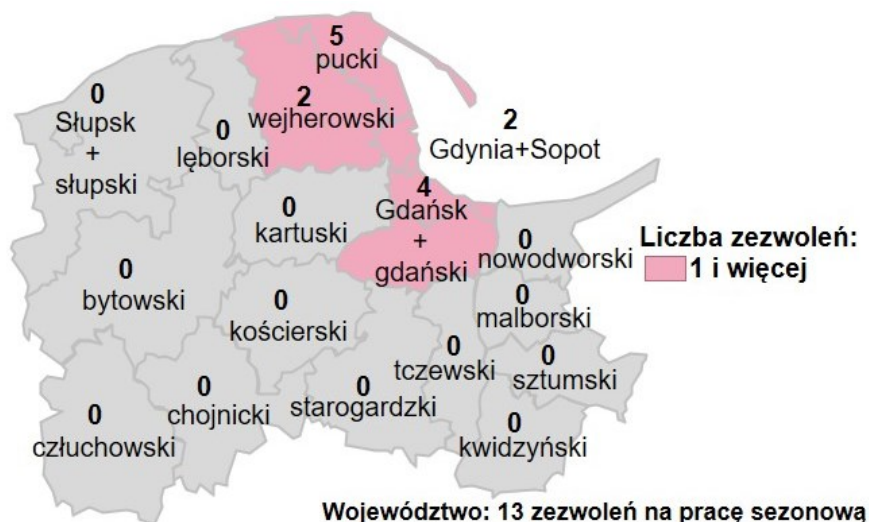 5
pucki
0
Słupsk
+
słupski
0
lęborski
2
wejherowski
2
Gdynia+Sopot
4
Gdańsk
+
gdański
0
kartuski
0
nowodworski
Liczba zezwoleń:
1 i więcej
0
bytowski
0
kościerski
0
malborski
0
tczewski
0
sztumski
0
człuchowski
0
chojnicki
0
starogardzki
0
kwidzyński
Województwo: 13 zezwoleń na pracę sezonową